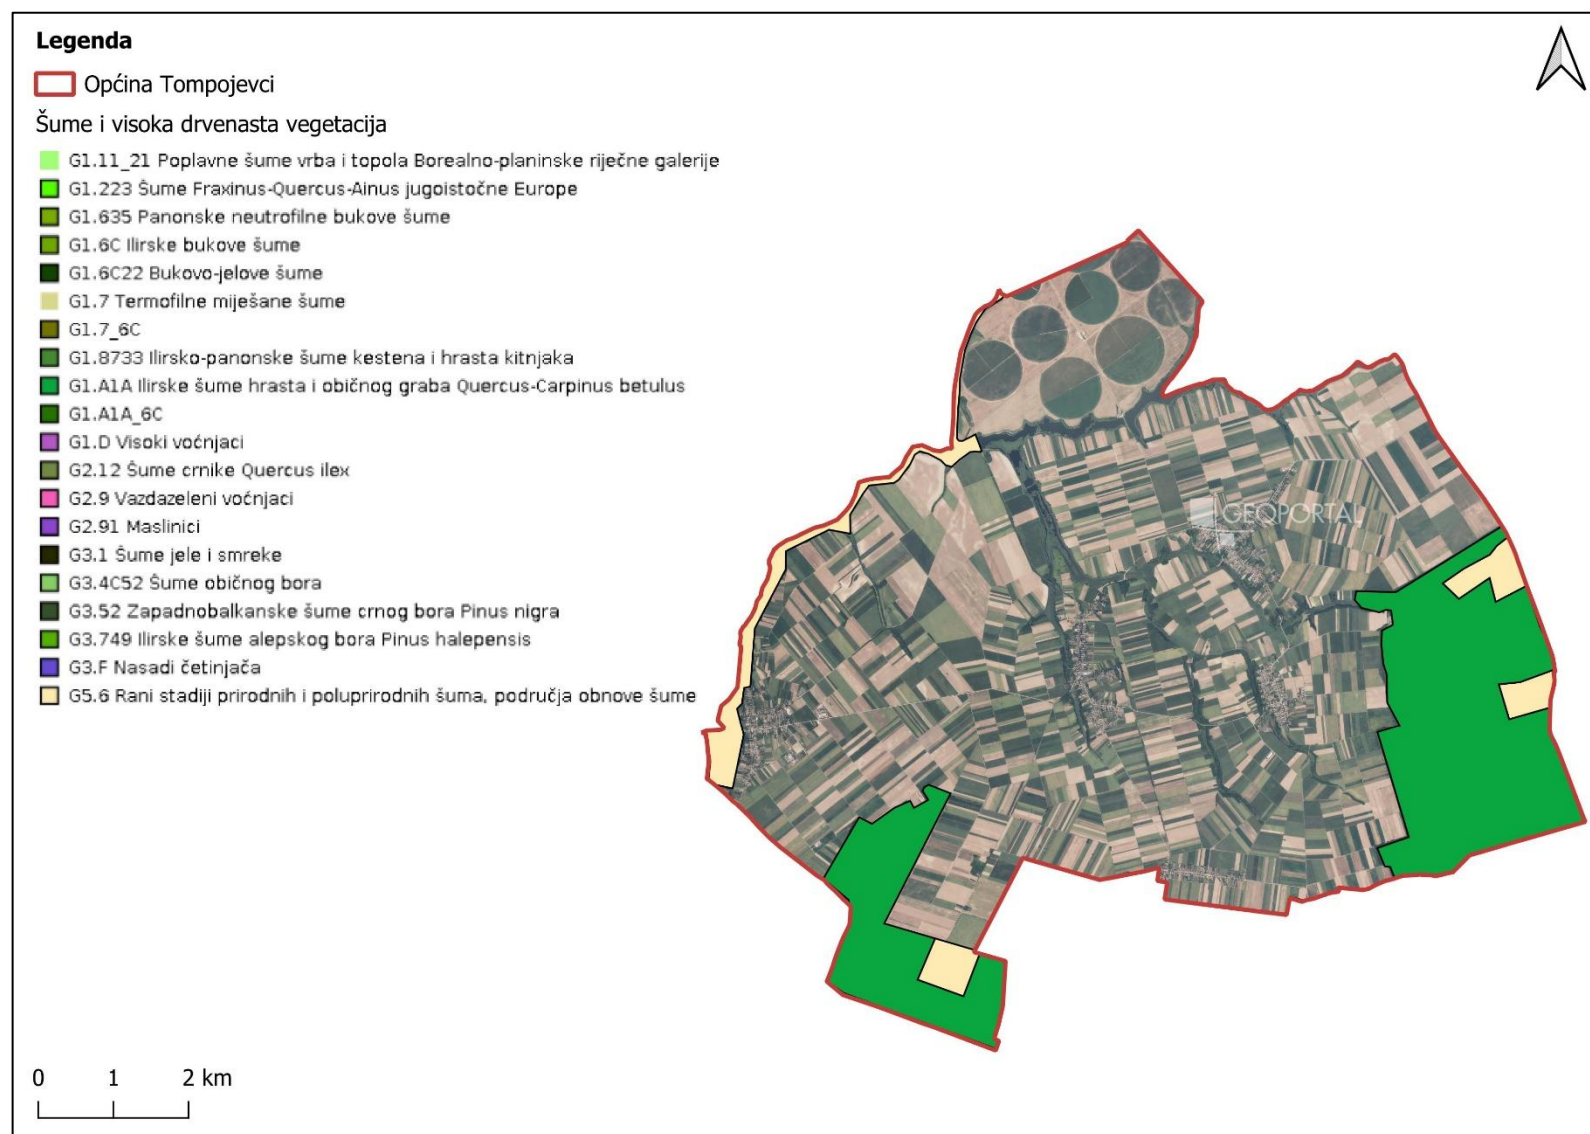 Legenda
Općina Tompojevci
Šume i visoka drvenasta vegetacija
G1.11_21 Poplavne šume vrba i topola Borealno-planinske riječne galerije
G1.223 Šume Fraxinus-Quercus-Ainus jugoistočne Europe
G1.635 Panonske neutrofilne bukove šume
G1.6C Ilirske bukove šume
G1.6C22 Bukovo-jelove šume
G1.7 Termofilne miješane šume
G1.7_6C
G1.8733 Ilirsko-panonske šume kestena i hrasta kitnjaka
G1.A1A Ilirske šume hrasta i običnog graba Quercus-Carpinus betulus
G1.A1A_6C
G1.D Visoki voćnjaci
G2.12 Šume crnike Quercus ilex
G2.9 Vazdazeleni voćnjaci
G2.91 Maslinici
G3.1 Šume jele i smreke
G3.4C52 Šume običnog bora
G3.52 Zapadnobalkanske šume crnog bora Pinus nigra
G3.749 Ilirske šume alepskog bora Pinus halepensis
G3.F Nasadi četinjača
G5.6 Rani stadiji prirodnih i poluprirodnih šuma, područja obnove šume
GEOPORTAL
0 1 2 km